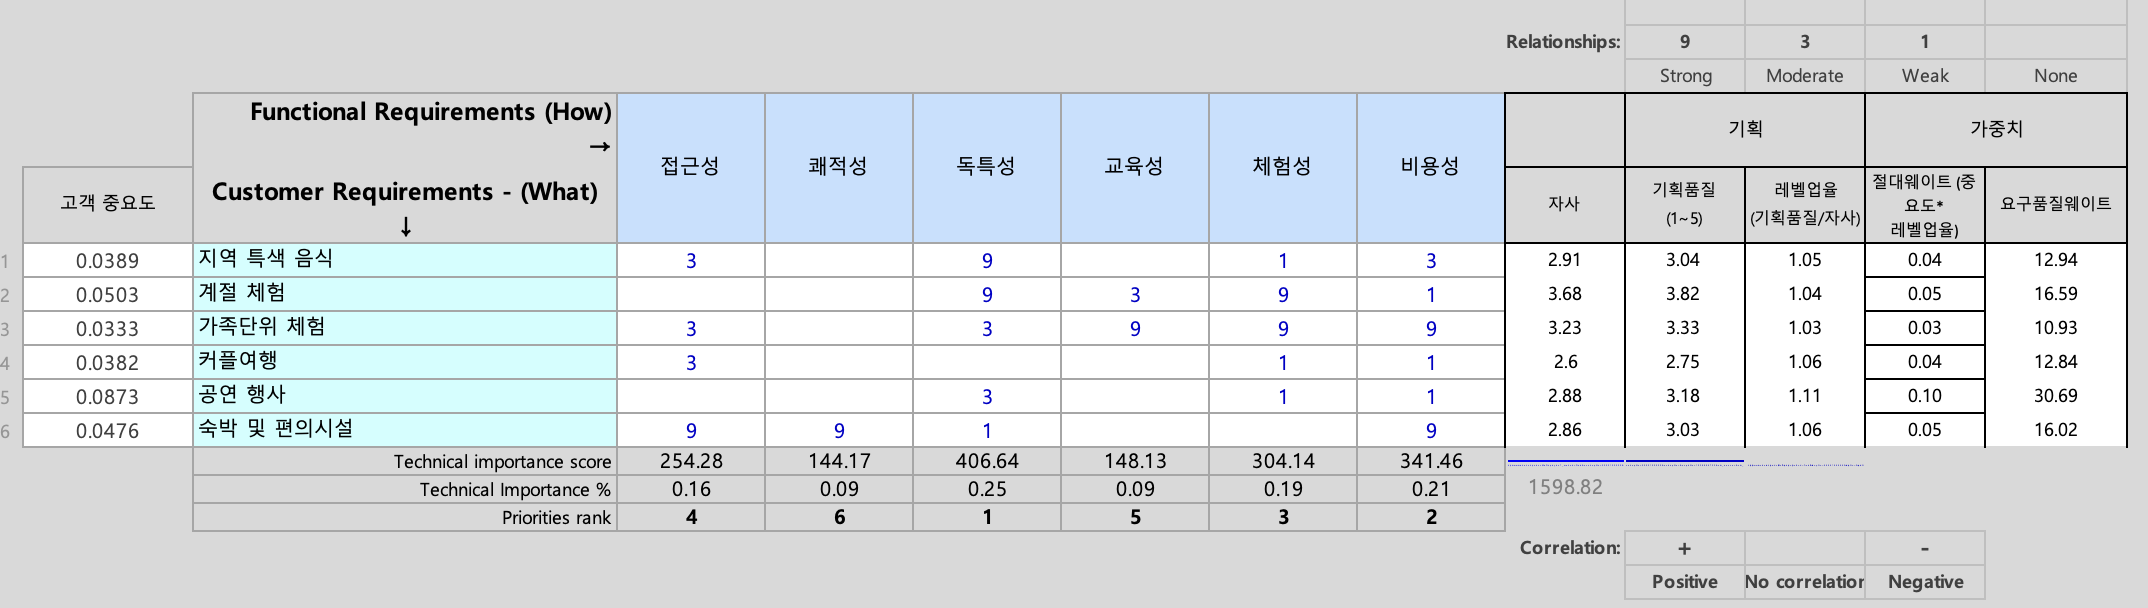 Relationships: 9 3 1
Strong Moderate Weak None
Functional Requirements (How)
→
Customer Requirements - (What)
↓
고객 중요도
접근성 쾌적성 독특성 교육성 체험성 비용성
기획 가중치
자사
기획품질
(1~5)
레벨업율
(기획품질/자사)
절대웨이트 (중
요도*
레벨업율)
요구품질웨이트
1 0.0389 지역 특색 음식 3 9 1 3 2.91 3.04 1.05 0.04 12.94
2 0.0503 계절 체험 9 3 9 1 3.68 3.82 1.04 0.05 16.59
3 0.0333 가족단위 체험 3 3 9 9 9 3.23 3.33 1.03 0.03 10.93
4 0.0382 커플여행 3 1 1 2.6 2.75 1.06 0.04 12.84
5 0.0873 공연 행사 3 1 1 2.88 3.18 1.11 0.10 30.69
6 0.0476 숙박 및 편의시설 9 9 1 9 2.86 3.03 1.06 0.05 16.02
Technical importance score 254.28 144.17 406.64 148.13 304.14 341.46
Technical Importance % 0.16 0.09 0.25 0.09 0.19 0.21 1598.82
Priorities rank 4 6 1 5 3 2
Correlation: + -
Positive No correlation Negative